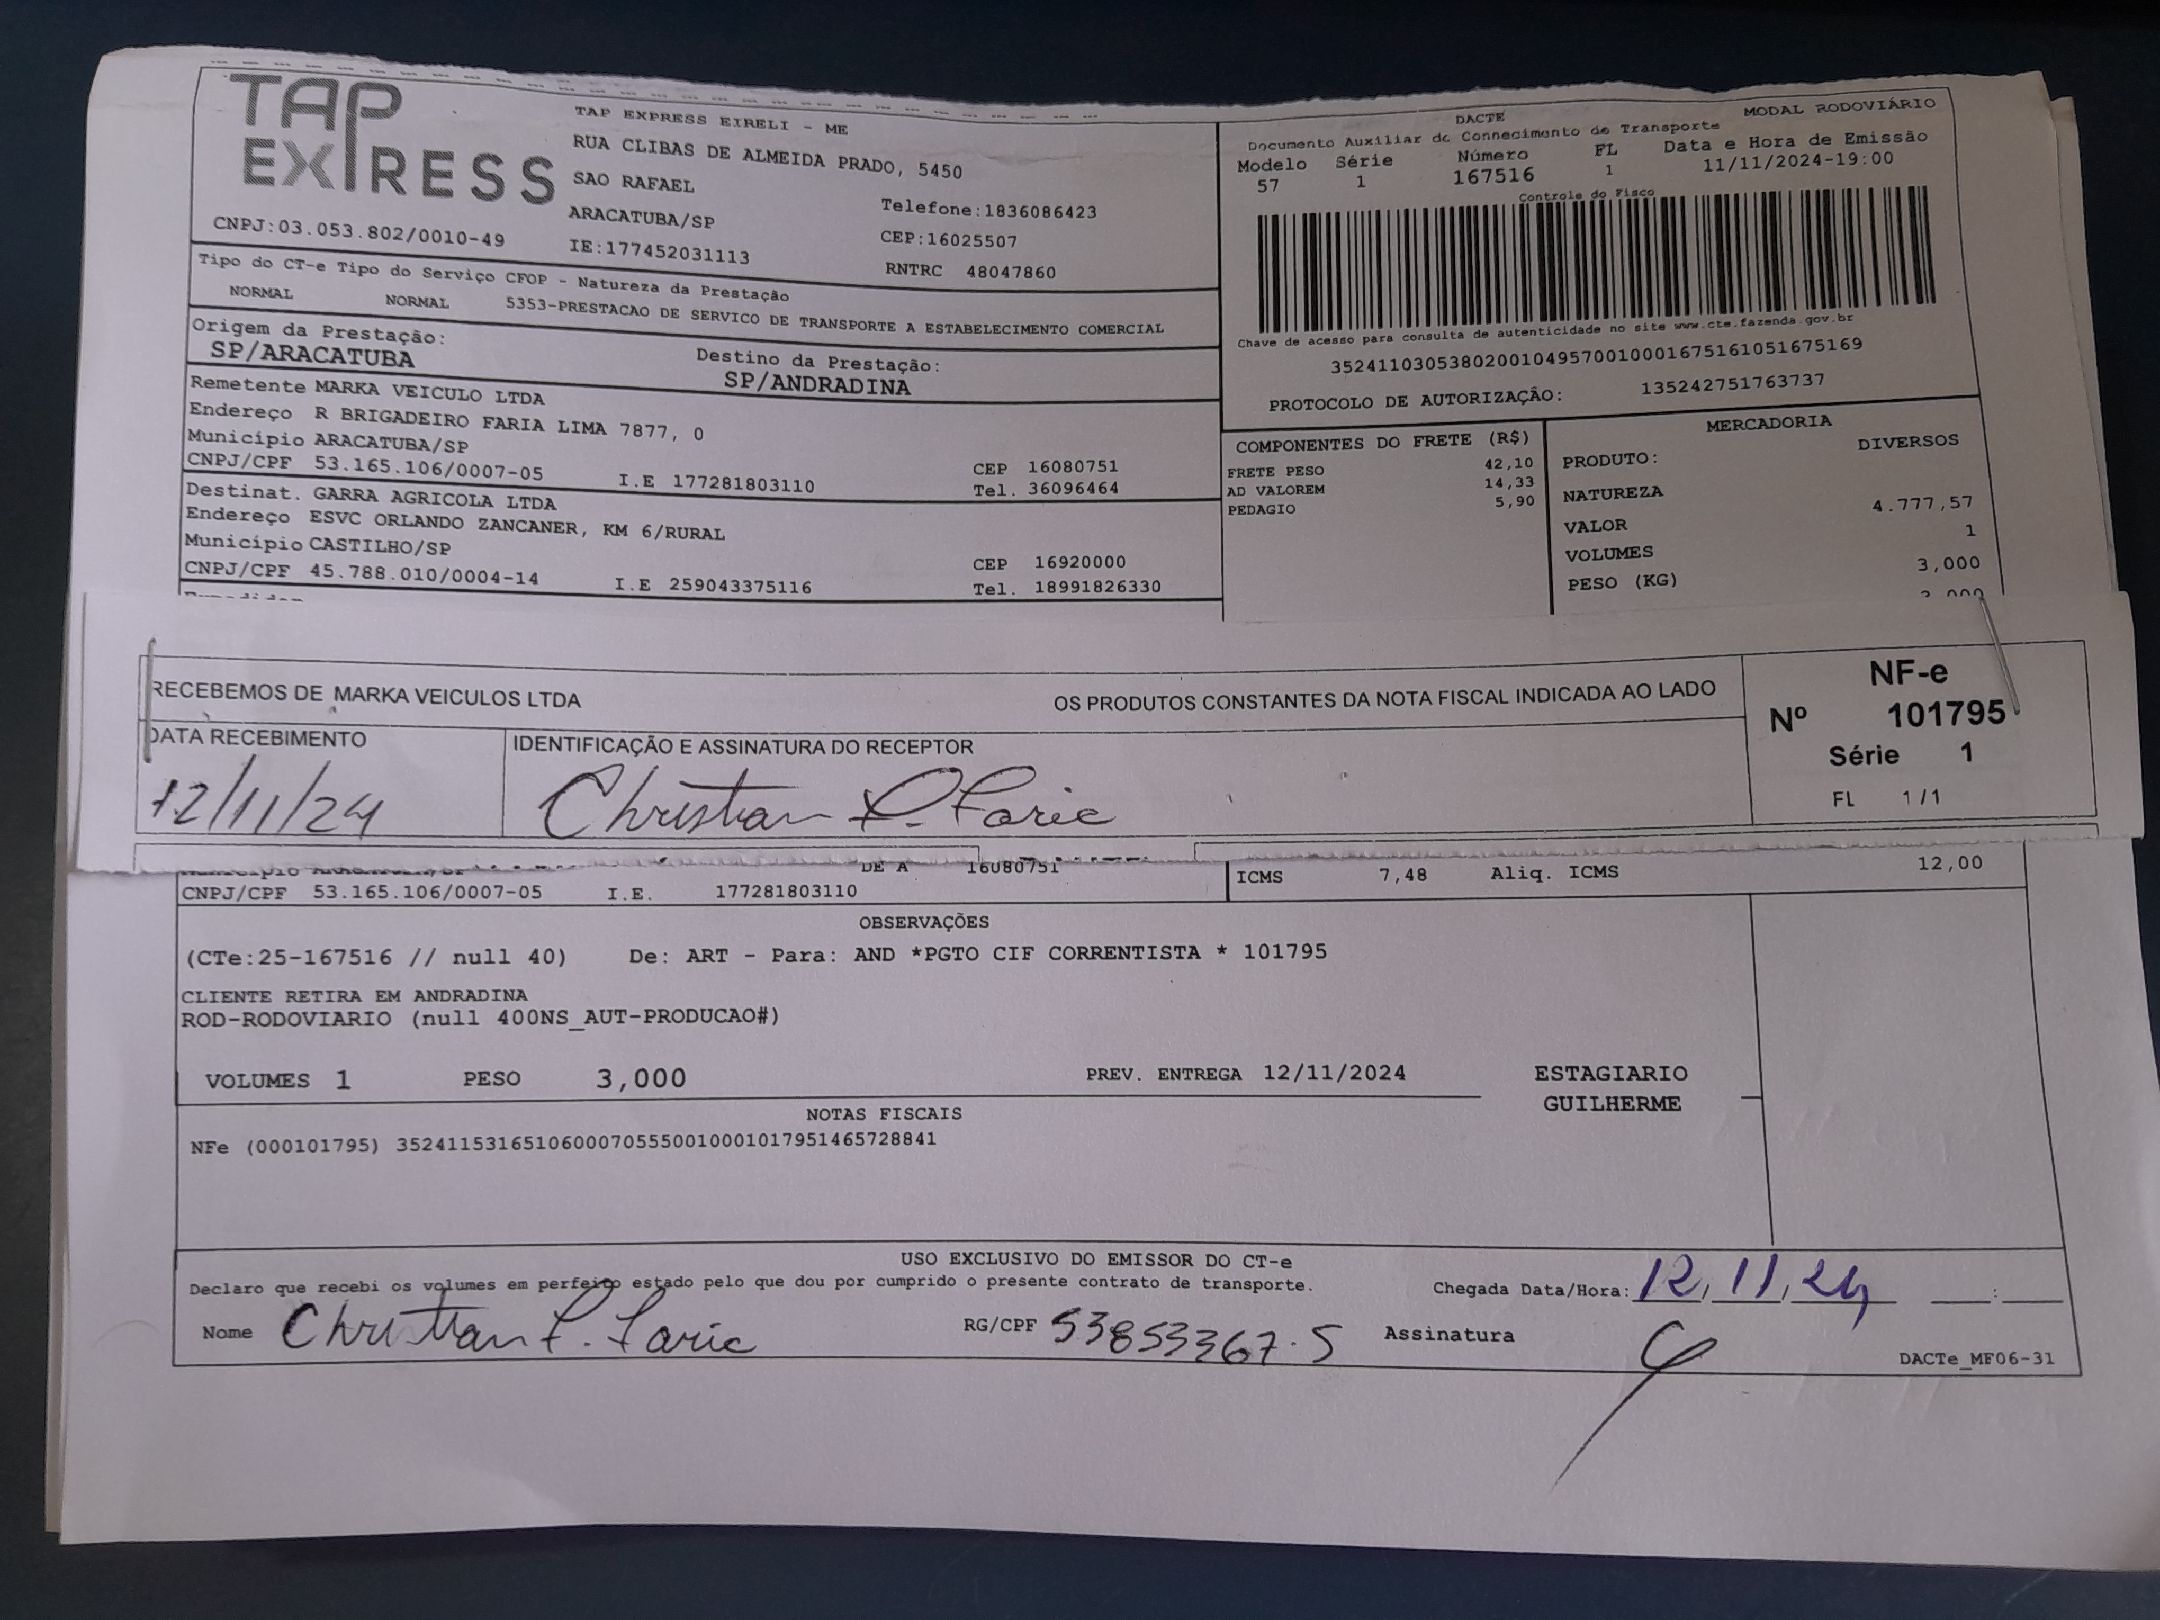 TAP
EXPRESS
CNPJ:03.053.802/0010-49
TAP EXPRESS EIRELI - ME
RUA CLIBAS DE ALMEIDA PRADO, 5450
SAO RAFAEL
ARACATUBA/SP
IE:177452031113
Telefone:1836086423
CEP:16025507
RNTRC 48047860
DACTE
MODAL RODOVIÁRIO
Documento Auxiliar do Conhecimento de Transporte
Modelo Série Número FL Data e Hora de Emissão
57 1 167516 1 11/11/2024-19:00
Controle do Fisco
Chave de acesso para consulta de autenticidade no site www.cte.fazenda.gov.br
35241103053802001049570010001675161051675169
PROTOCOLO DE AUTORIZAÇÃO: 135242751763737
Tipo do CT-e Tipo do Serviço CFOP - Natureza da Prestação
NORMAL NORMAL 5353-PRESTACAO DE SERVICO DE TRANSPORTE A ESTABELECIMENTO COMERCIAL
Origem da Prestação: Destino da Prestação:
SP/ARACATUBA SP/ANDRADINA
Remetente MARKA VEICULO LTDA
Endereço R BRIGADEIRO FARIA LIMA 7877, 0
Município ARACATUBA/SP CEP 16080751
CNPJ/CPF 53.165.106/0007-05 I.E 177281803110 Tel. 36096464
Destinat. GARRA AGRICOLA LTDA
Endereço ESVC ORLANDO ZANCANER, KM 6/RURAL
Município CASTILHO/SP CEP 16920000
CNPJ/CPF 45.788.010/0004-14 I.E 259043375116 Tel. 18991826330
COMPONENTES DO FRETE (R$)
FRETE PESO 42,10
AD VALOREM 14,33
PEDAGIO 5,90
MERCADORIA
PRODUTO: DIVERSOS
NATUREZA
VALOR 4.777,57
VOLUMES 1
PESO (KG) 3,000
RECEBEMOS DE MARKA VEICULOS LTDA OS PRODUTOS CONSTANTES DA NOTA FISCAL INDICADA AO LADO
DATA RECEBIMENTO IDENTIFICAÇÃO E ASSINATURA DO RECEPTOR
12/11/24 Christian
NF-e
Nº 101795
Série 1
FL 1/1
16080751
CNPJ/CPF 53.165.106/0007-05 I.E. 177281803110
ICMS 7,48 Aliq. ICMS 12,00
OBSERVAÇÕES
(CTe:25-167516 // null 40) De: ART - Para: AND *PGTO CIF CORRENTISTA * 101795
CLIENTE RETIRA EM ANDRADINA
ROD-RODOVIARIO (null 400NS_AUT-PRODUCAO#)
VOLUMES 1 PESO 3,000 PREV. ENTREGA 12/11/2024 ESTAGIARIO
GUILHERME
NOTAS FISCAIS
NFe (000101795) 35241153165106000705550010001017951465728841
USO EXCLUSIVO DO EMISSOR DO CT-e
Declaro que recebi os volumes em perfeito estado pelo que dou por cumprido o presente contrato de transporte.
Chegada Data/Hora: 12,11,24 :
Nome Christian RG/CPF 53853367-5 Assinatura
DACTe_MF06-31